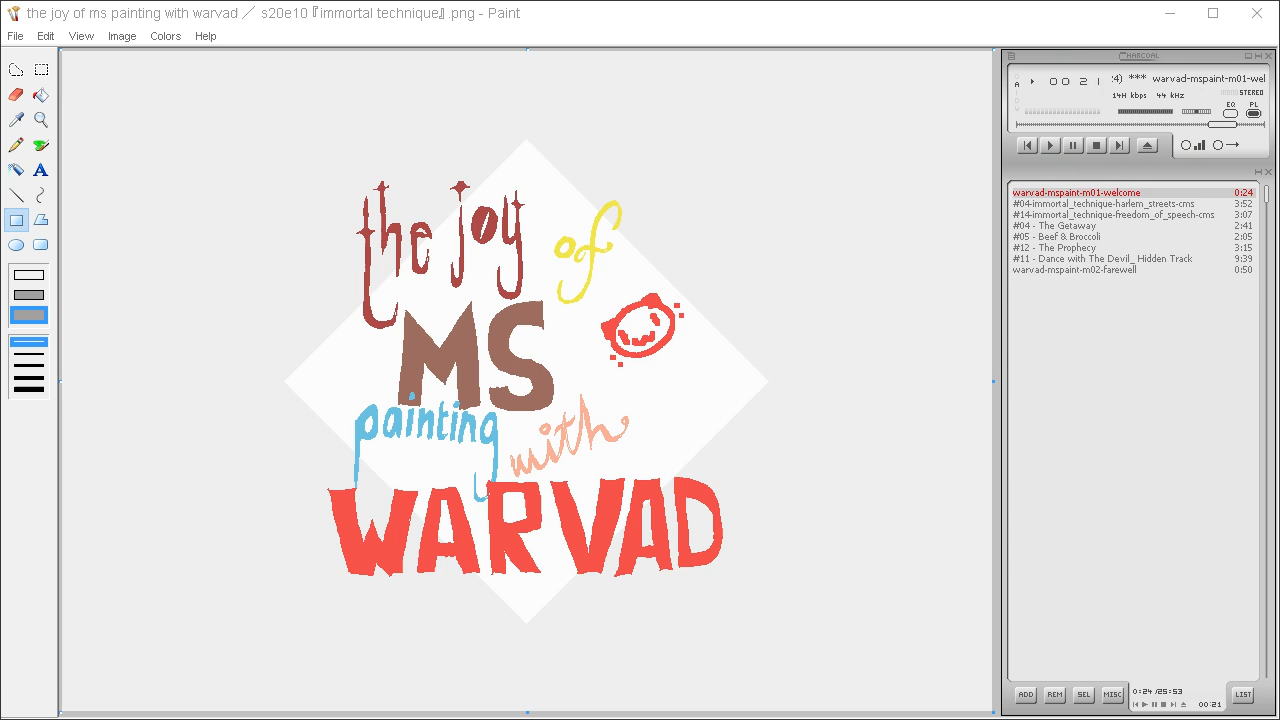 the joy of ms painting with warvad ／ s20e10『immortal technique』.png - Paint
File Edit View Image Colors Help
the joy of
MS
painting with
WARVAD
CHARCOAL
00 21 :4) *** warvad-mspaint-m01-wel
14H kbps 44 kHz STEREO
EQ PL
warvad-mspaint-m01-welcome 0:24
#04-immortal_technique-harlem_streets-cms 3:52
#14-immortal_technique-freedom_of_speech-cms 3:07
#04 - The Getaway 2:41
#05 - Beef & Broccoli 2:05
#12 - The Prophecy 3:15
#11 - Dance with The Devil_ Hidden Track 9:39
warvad-mspaint-m02-farewell 0:50
ADD REM SEL MISC 0:24/25:53 LIST
00:21